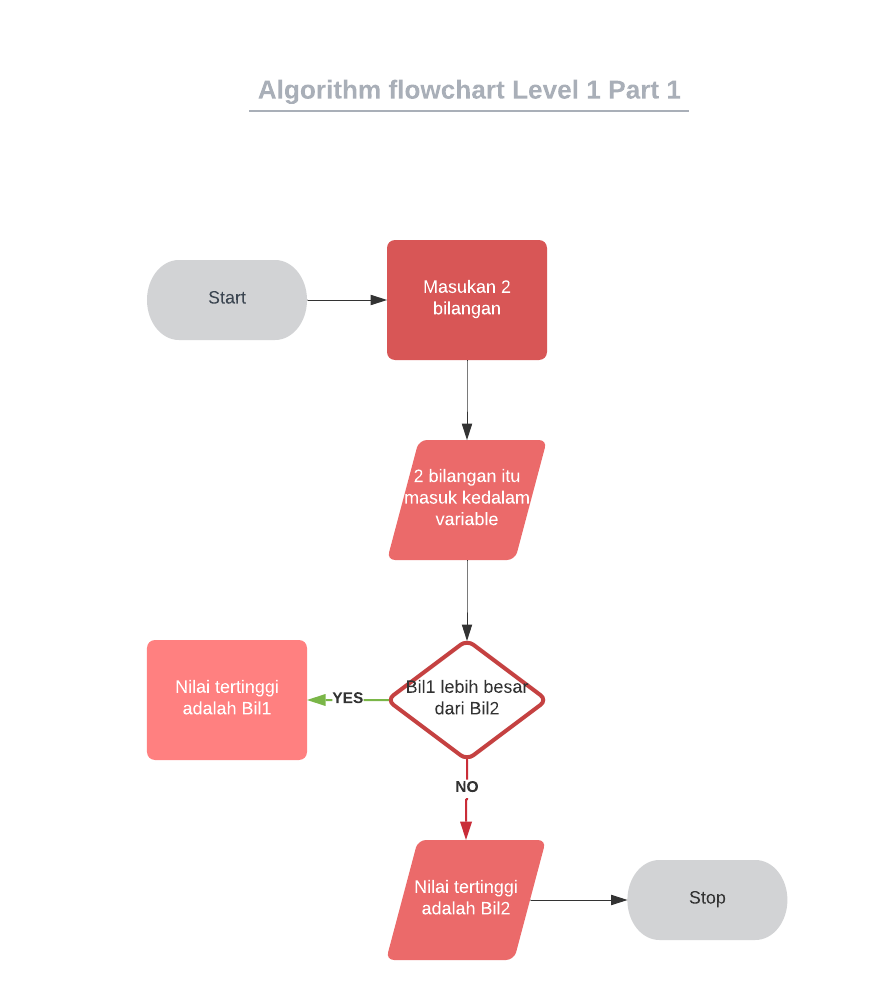 Algorithm flowchart Level 1 Part 1
Start
Masukan 2
bilangan
2 bilangan itu
masuk kedalam
variable
Bil1 lebih besar
dari Bil2
YES
Nilai tertinggi
adalah Bil1
NO
Nilai tertinggi
adalah Bil2
Stop